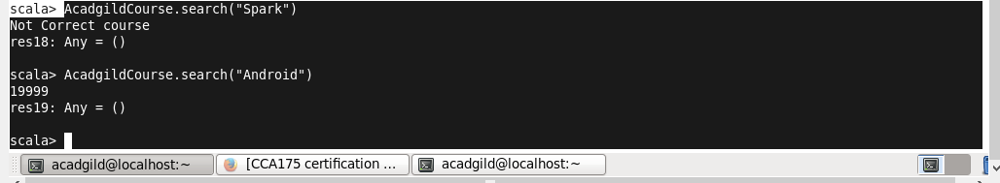 scala> AcadgildCourse.search("Spark")
Not Correct course
res18: Any = ()
scala> AcadgildCourse.search("Android")
19999
res19: Any = ()
scala>
acadgild@localhost:~ [CCA175 certification ... acadgild@localhost:~